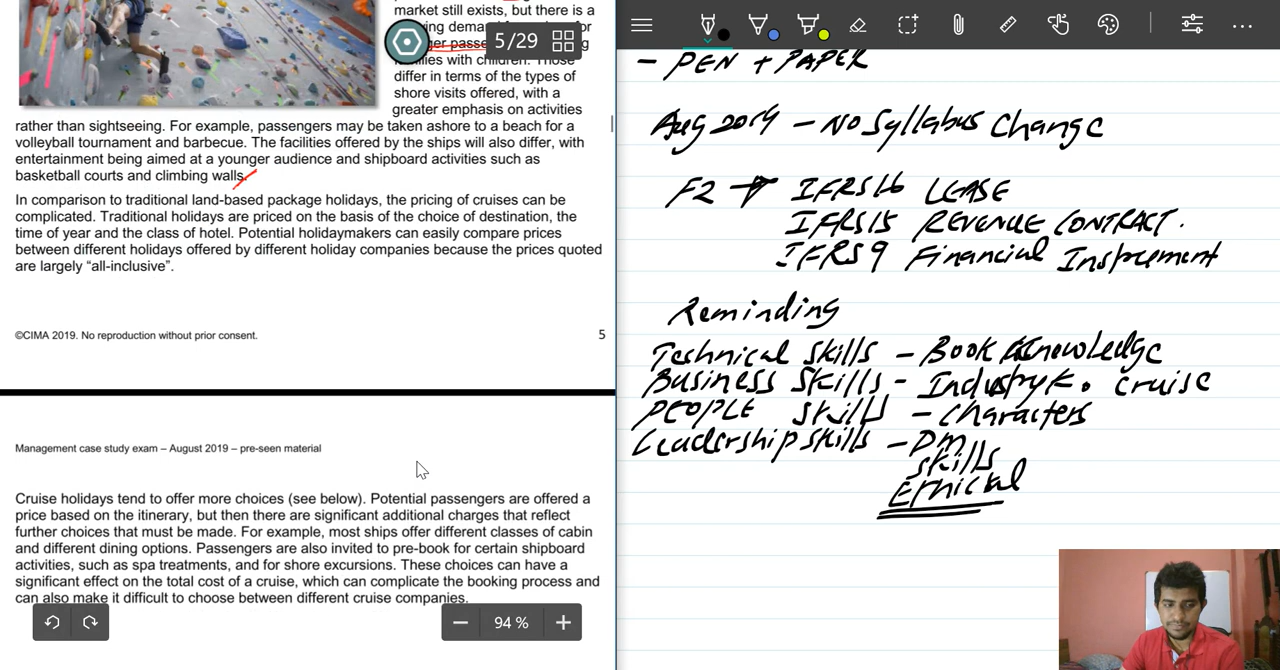 market still exists, but there is a
5/29
families with children. Those
differ in terms of the types of
shore visits offered, with a
greater emphasis on activities
rather than sightseeing. For example, passengers may be taken ashore to a beach for a
volleyball tournament and barbecue. The facilities offered by the ships will also differ, with
entertainment being aimed at a younger audience and shipboard activities such as
basketball courts and climbing walls.
In comparison to traditional land-based package holidays, the pricing of cruises can be
complicated. Traditional holidays are priced on the basis of the choice of destination, the
time of year and the class of hotel. Potential holidaymakers can easily compare prices
between different holidays offered by different holiday companies because the prices quoted
are largely “all-inclusive”.
©CIMA 2019. No reproduction without prior consent.
5
Management case study exam – August 2019 – pre-seen material
Cruise holidays tend to offer more choices (see below). Potential passengers are offered a
price based on the itinerary, but then there are significant additional charges that reflect
further choices that must be made. For example, most ships offer different classes of cabin
and different dining options. Passengers are also invited to pre-book for certain shipboard
activities, such as spa treatments, and for shore excursions. These choices can have a
significant effect on the total cost of a cruise, which can complicate the booking process and
can also make it difficult to choose between different cruise companies.
94 %
- PEN + PAPER
Aug 2019 - No Syllabus Change
F2 → IFRS16 LEASE
IFRS15 REVENUE CONTRACT.
IFRS 9 Financial Instrument
Reminding
Technical skills - Book Knowledge
Business skills - Industry K. cruise
PEOPLE skills - characters
Leadership skills - DM
skills
Ethical